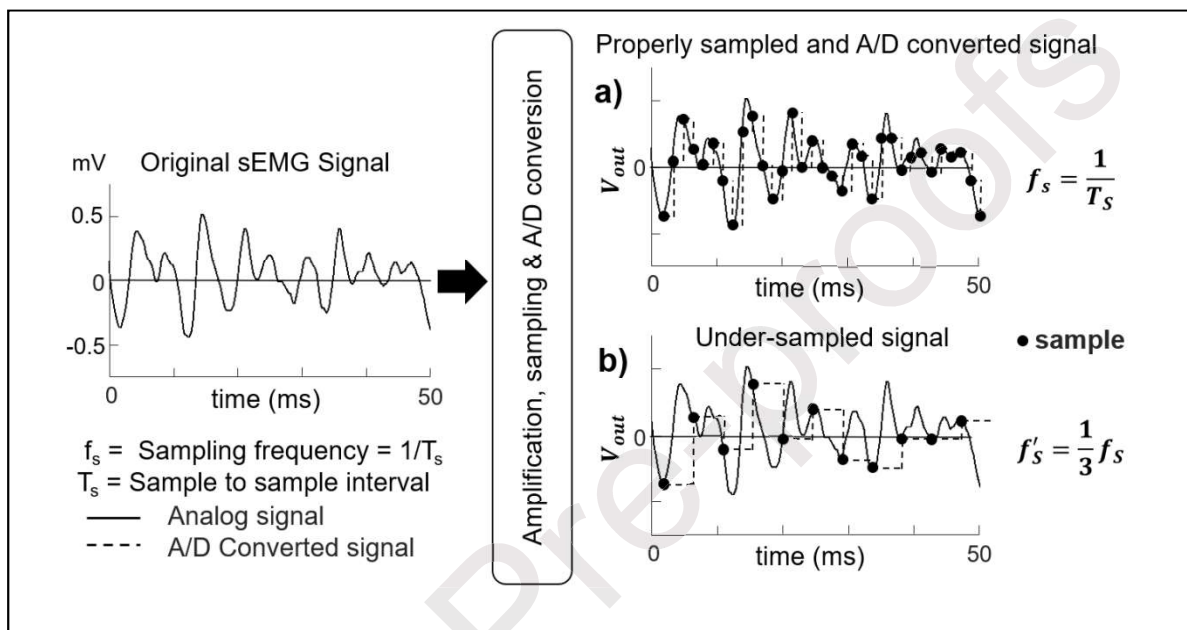 Properly sampled and A/D converted signal
a)
V_out
0
0
50
time (ms)
f_s = 1/T_S
mV
Original sEMG Signal
0.5
0
-0.5
0
50
time (ms)
f_s = Sampling frequency = 1/T_s
T_s = Sample to sample interval
Analog signal
A/D Converted signal
Amplification, sampling & A/D conversion
Under-sampled signal
b)
V_out
0
0
50
time (ms)
sample
f'_S = 1/3 f_s
Pre-proofs